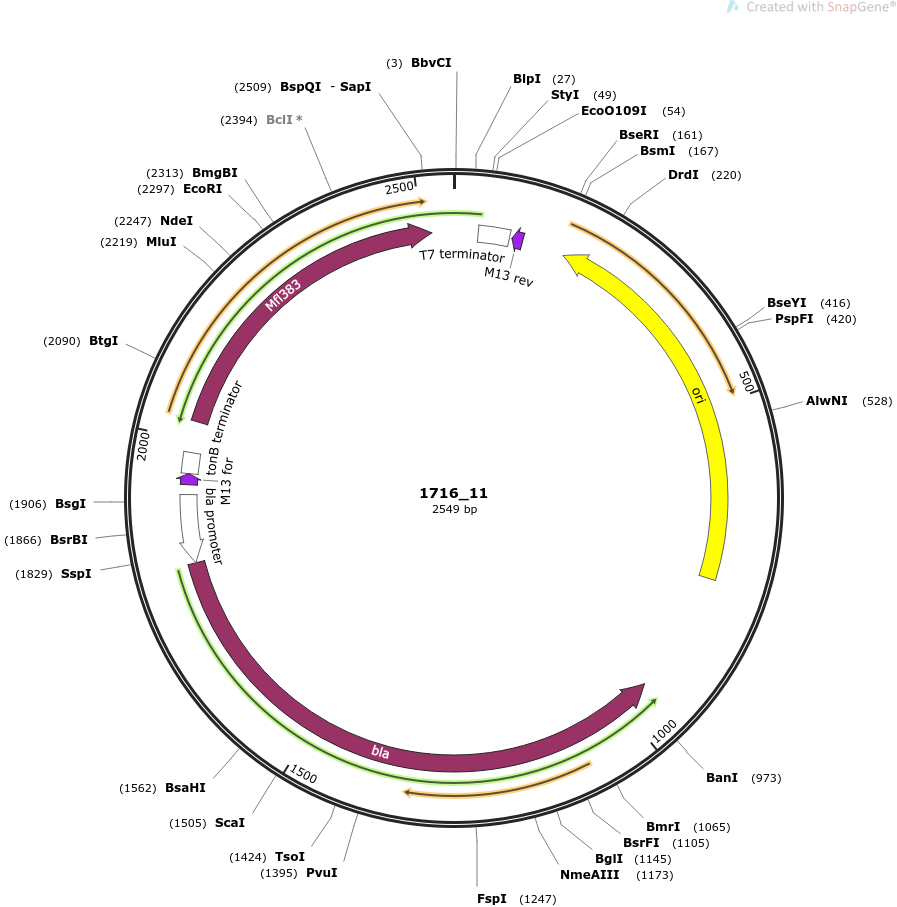 Created with SnapGene®
(3) BbvCI
BlpI (27)
StyI (49)
EcoO109I (54)
BseRI (161)
BsmI (167)
DrdI (220)
BseYI (416)
PspFI (420)
AlwNI (528)
BanI (973)
BmrI (1065)
BsrFI (1105)
BglI (1145)
NmeAIII (1173)
FspI (1247)
(1395) PvuI
(1424) TsoI
(1505) ScaI
(1562) BsaHI
(1829) SspI
(1866) BsrBI
(1906) BsgI
(2090) BtgI
(2219) MluI
(2247) NdeI
(2297) EcoRI
(2313) BmgBI
(2394) BclI *
(2509) BspQI - SapI
500
1000
1500
2000
2500
T7 terminator
M13 rev
ori
bla
bla promoter
M13 for
tonB terminator
Mfl383
1716_11
2549 bp